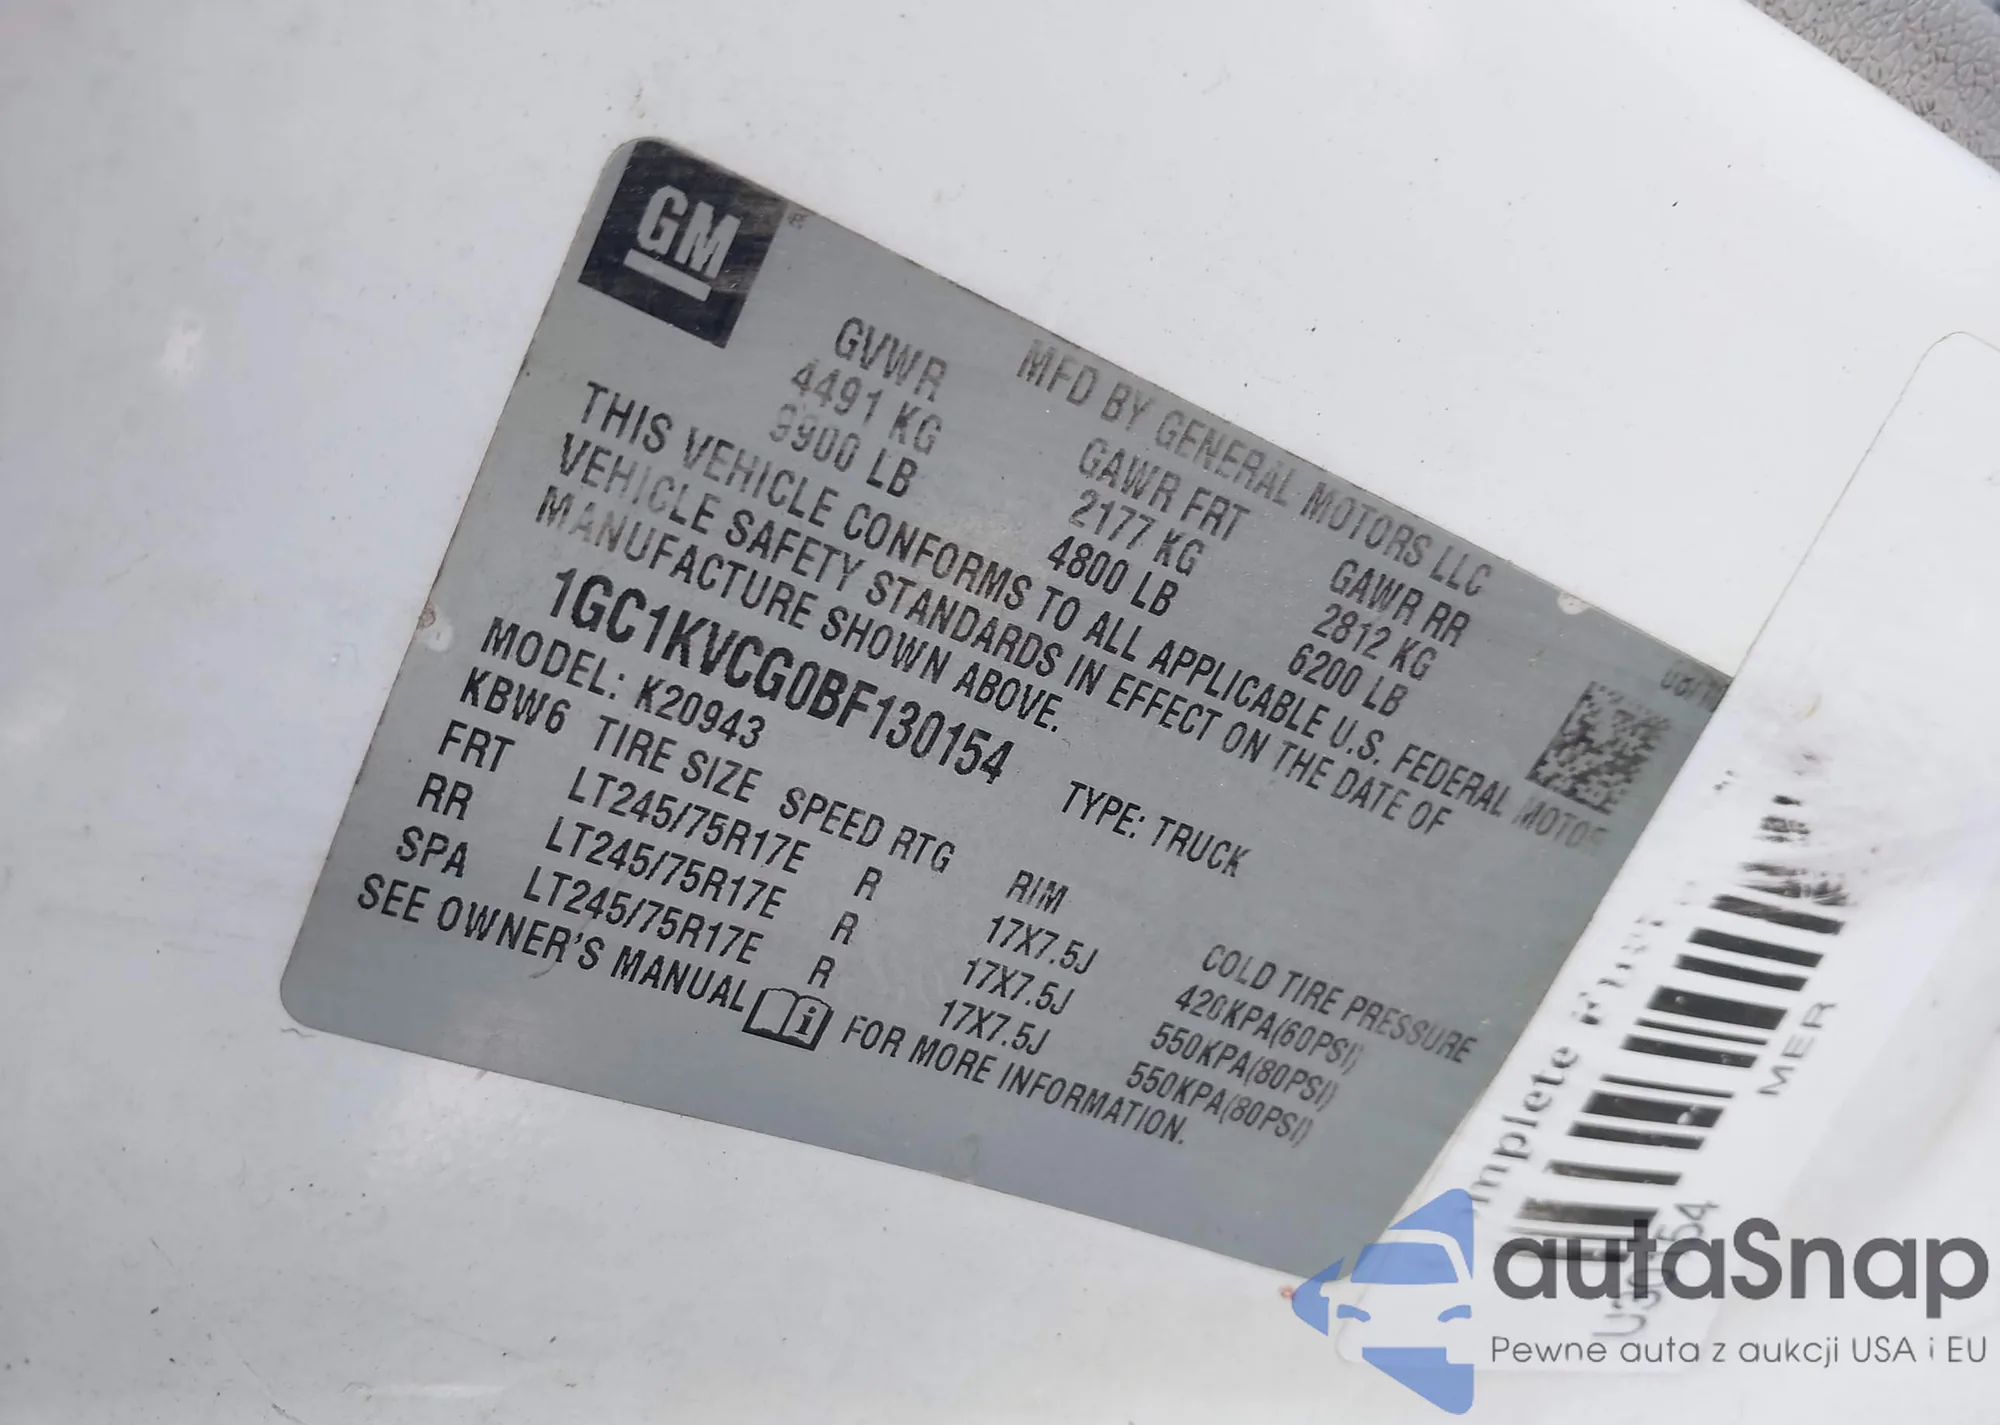 GM
MFD BY GENERAL MOTORS LLC
GVWR GAWR FRT GAWR RR
4491 KG 2177 KG 2812 KG
9900 LB 4800 LB 6200 LB
THIS VEHICLE CONFORMS TO ALL APPLICABLE U.S. FEDERAL MOTOR
VEHICLE SAFETY STANDARDS IN EFFECT ON THE DATE OF
MANUFACTURE SHOWN ABOVE.
1GC1KVCG0BF130154 TYPE: TRUCK
MODEL: K20943
KBW6 TIRE SIZE SPEED RTG RIM COLD TIRE PRESSURE
FRT LT245/75R17E R 17X7.5J 420KPA(60PSI)
RR LT245/75R17E R 17X7.5J 550KPA(80PSI)
SPA LT245/75R17E R 17X7.5J 550KPA(80PSI)
SEE OWNER'S MANUAL i FOR MORE INFORMATION.
MER
autaSnap
Pewne auta z aukcji USA i EU